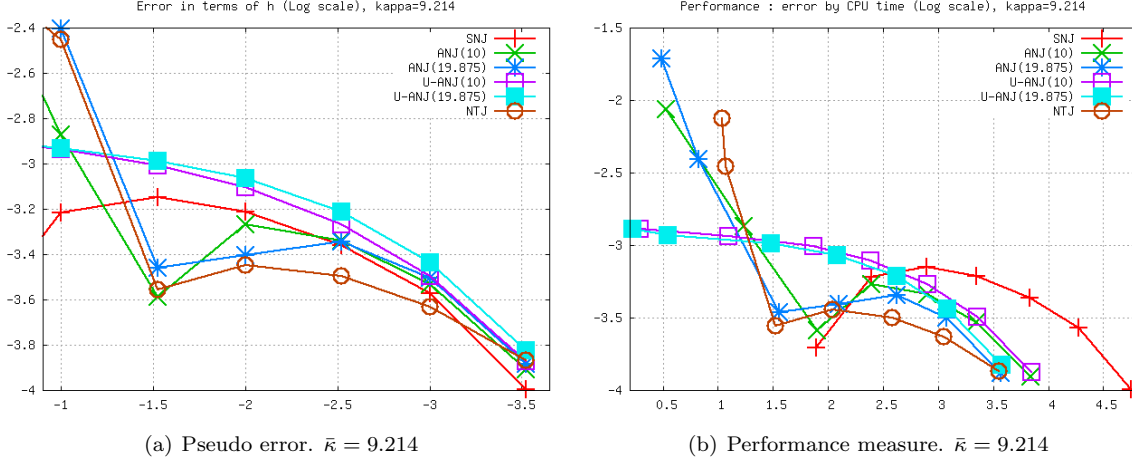 Error in terms of h (Log scale), kappa=9.214
-2.4
-2.6
-2.8
-3
-3.2
-3.4
-3.6
-3.8
-4
-1
-1.5
-2
-2.5
-3
-3.5
SNJ
ANJ(10)
ANJ(19.875)
U-ANJ(10)
U-ANJ(19.875)
NTJ
(a) Pseudo error. κ̄ = 9.214
Performance : error by CPU time (Log scale), kappa=9.214
-1.5
-2
-2.5
-3
-3.5
-4
0.5
1
1.5
2
2.5
3
3.5
4
4.5
SNJ
ANJ(10)
ANJ(19.875)
U-ANJ(10)
U-ANJ(19.875)
NTJ
(b) Performance measure. κ̄ = 9.214